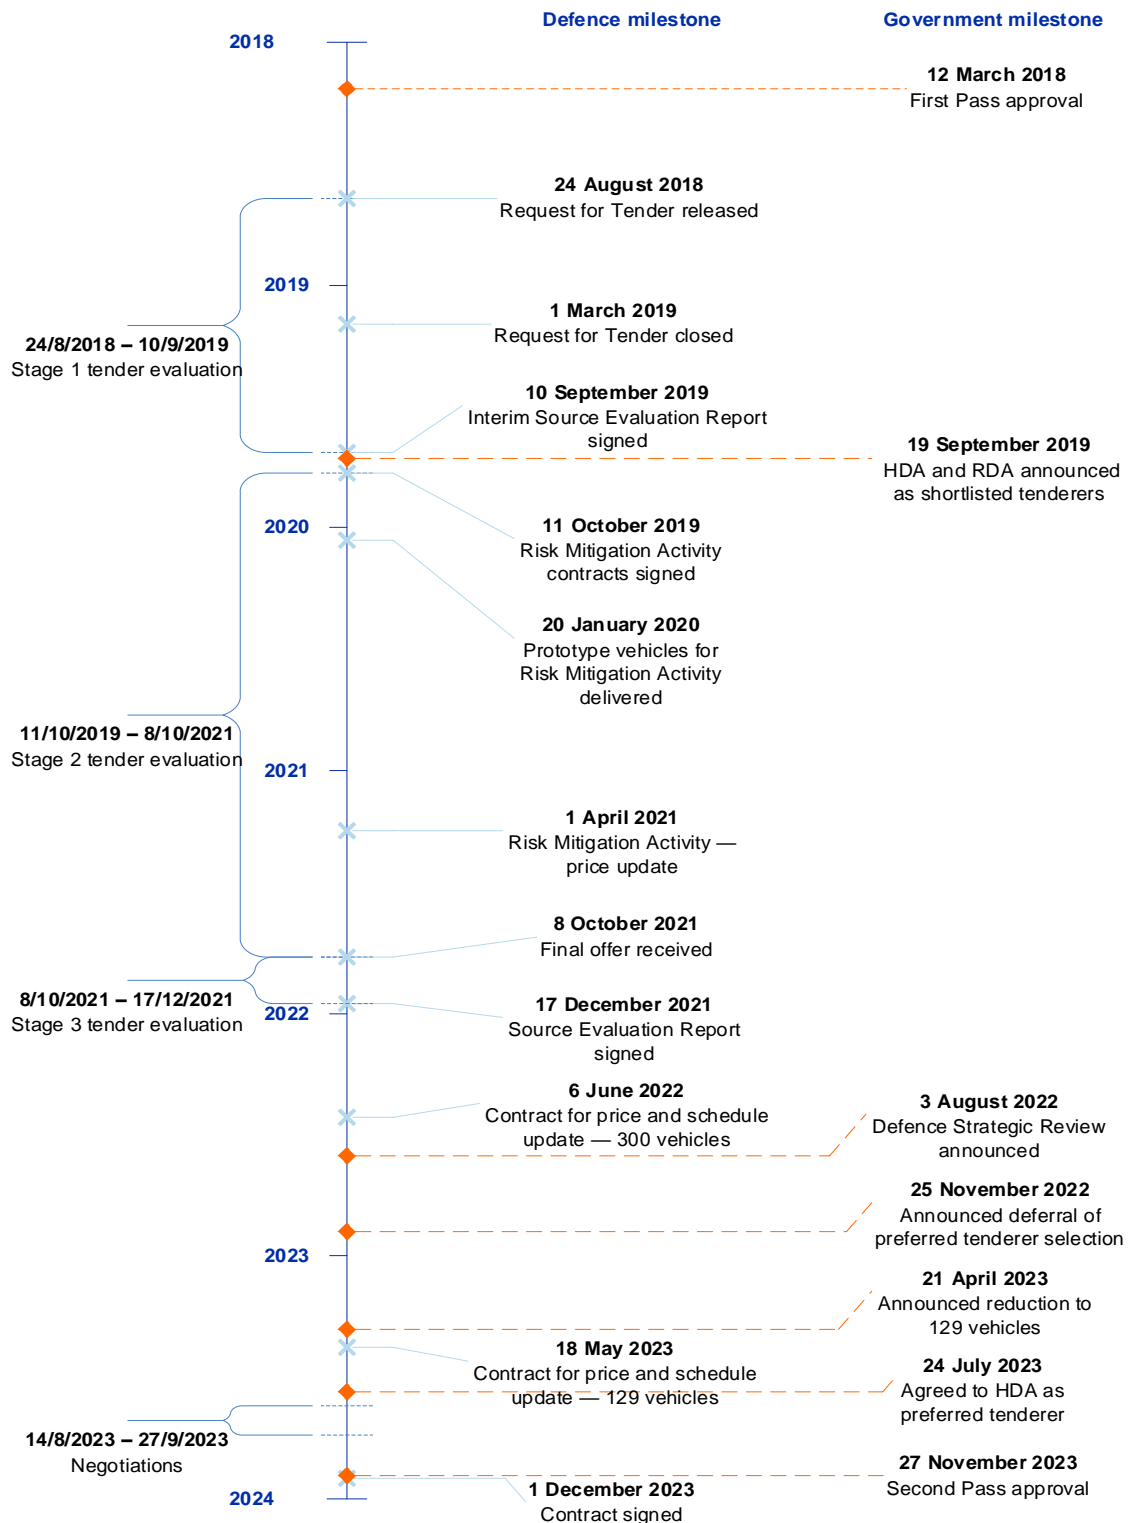 Defence milestone
Government milestone
2018
12 March 2018
First Pass approval
24 August 2018
Request for Tender released
2019
1 March 2019
Request for Tender closed
24/8/2018 – 10/9/2019
Stage 1 tender evaluation
10 September 2019
Interim Source Evaluation Report
signed
19 September 2019
HDA and RDA announced
as shortlisted tenderers
2020
11 October 2019
Risk Mitigation Activity
contracts signed
20 January 2020
Prototype vehicles for
Risk Mitigation Activity
delivered
11/10/2019 – 8/10/2021
Stage 2 tender evaluation
2021
1 April 2021
Risk Mitigation Activity —
price update
8 October 2021
Final offer received
8/10/2021 – 17/12/2021
Stage 3 tender evaluation
2022
17 December 2021
Source Evaluation Report
signed
6 June 2022
Contract for price and schedule
update — 300 vehicles
3 August 2022
Defence Strategic Review
announced
25 November 2022
Announced deferral of
preferred tenderer selection
2023
21 April 2023
Announced reduction to
129 vehicles
18 May 2023
Contract for price and schedule
update — 129 vehicles
24 July 2023
Agreed to HDA as
preferred tenderer
14/8/2023 – 27/9/2023
Negotiations
27 November 2023
Second Pass approval
2024
1 December 2023
Contract signed